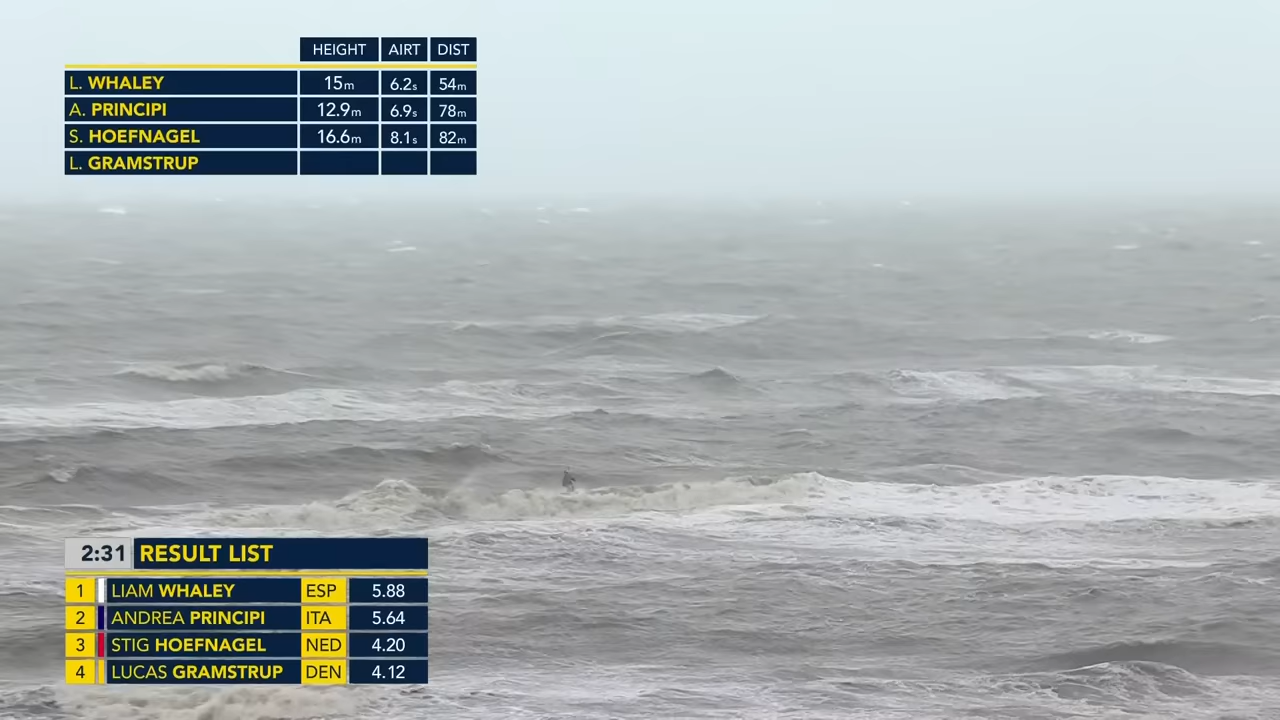 HEIGHT AIRT DIST
L. WHALEY 15m 6.2s 54m
A. PRINCIPI 12.9m 6.9s 78m
S. HOEFNAGEL 16.6m 8.1s 82m
L. GRAMSTRUP
2:31 RESULT LIST
1 LIAM WHALEY ESP 5.88
2 ANDREA PRINCIPI ITA 5.64
3 STIG HOEFNAGEL NED 4.20
4 LUCAS GRAMSTRUP DEN 4.12